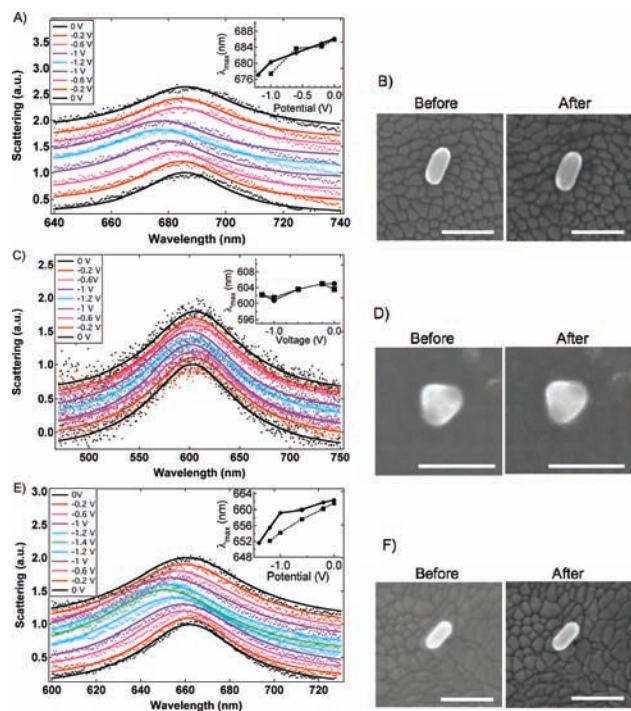 A)
0 V
-0.2 V
-0.6 V
-1 V
-1.2 V
-1 V
-0.6 V
-0.2 V
0 V
3.5
3.0
2.5
2.0
1.5
1.0
0.5
Scattering (a.u.)
640 660 680 700 720 740
Wavelength (nm)
688
684
680
676
λmax (nm)
-1.0 -0.5 0.0
Potential (V)
B)
Before After
C)
0 V
-0.2 V
-0.6V
-1 V
-1.2 V
-1 V
-0.6 V
-0.2 V
0 V
2.5
2.0
1.5
1.0
0.5
0.0
Scattering (a.u.)
500 550 600 650 700 750
Wavelength (nm)
608
604
600
λmax (nm)
-1.0 0.0
Voltage (V)
D)
Before After
E)
0V
-0.2 V
-0.6 V
-1 V
-1.2 V
-1.4 V
-1.2 V
-1 V
-0.6 V
-0.2 V
0 V
3.0
2.5
2.0
1.5
1.0
0.5
Scattering (a.u.)
600 620 640 660 680 700 720
Wavelength (nm)
664
660
656
652
648
λmax (nm)
-1.0 0.0
Potential (V)
F)
Before After